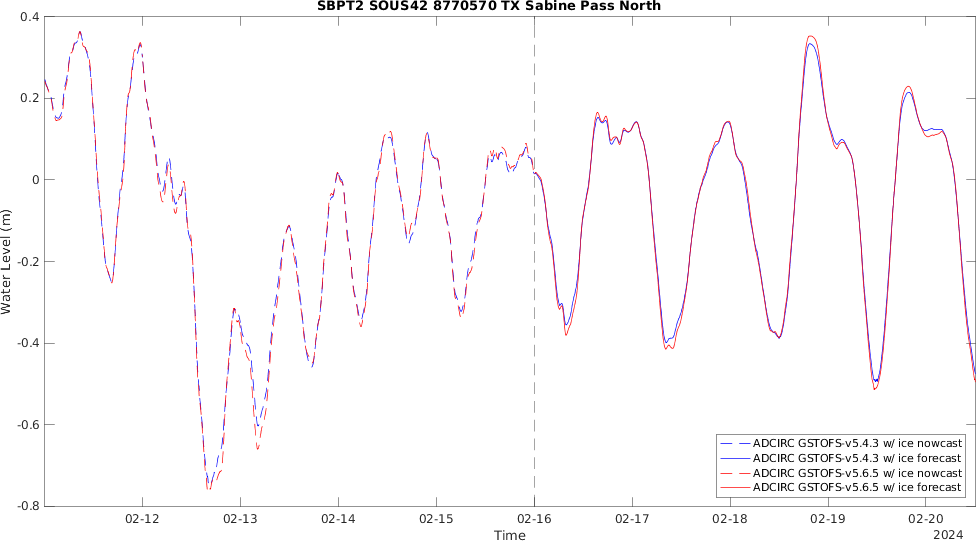 SBPT2 SOUS42 8770570 TX Sabine Pass North
0.4
0.2
0
-0.2
-0.4
-0.6
-0.8
Water Level (m)
02-12
02-13
02-14
02-15
02-16
02-17
02-18
02-19
02-20
Time
2024
ADCIRC GSTOFS-v5.4.3 w/ ice nowcast
ADCIRC GSTOFS-v5.4.3 w/ ice forecast
ADCIRC GSTOFS-v5.6.5 w/ ice nowcast
ADCIRC GSTOFS-v5.6.5 w/ ice forecast